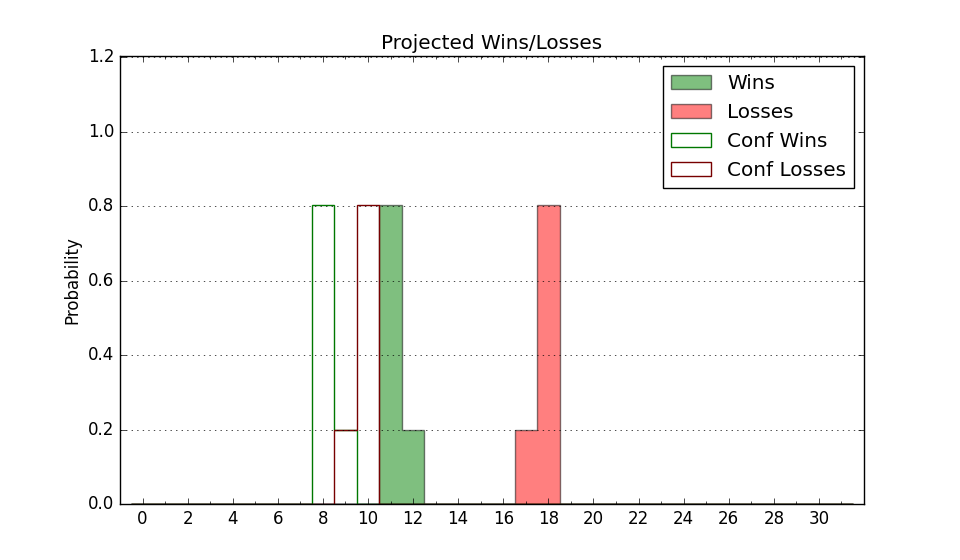 Projected Wins/Losses
1.2
1.0
0.8
0.6
0.4
0.2
0.0
Probability
Wins
Losses
Conf Wins
Conf Losses
0 2 4 6 8 10 12 14 16 18 20 22 24 26 28 30